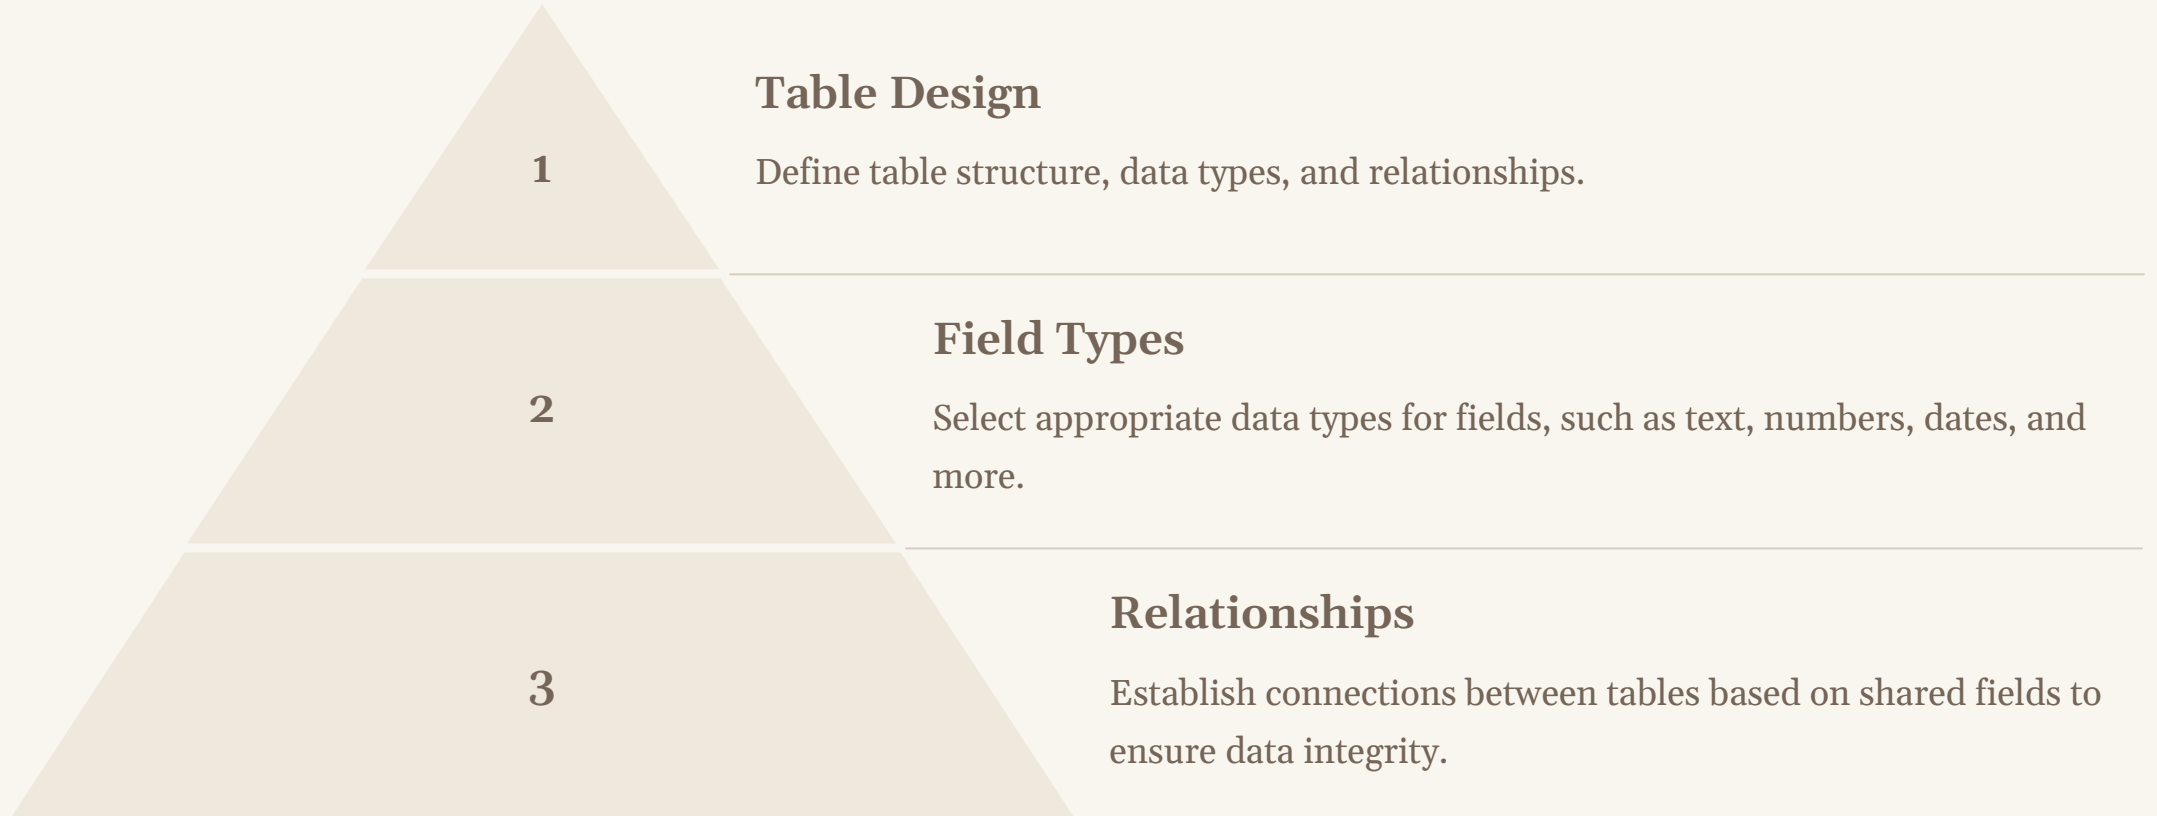 Table Design
1
Define table structure, data types, and relationships.
Field Types
2
Select appropriate data types for fields, such as text, numbers, dates, and
more.
Relationships
3
Establish connections between tables based on shared fields to
ensure data integrity.